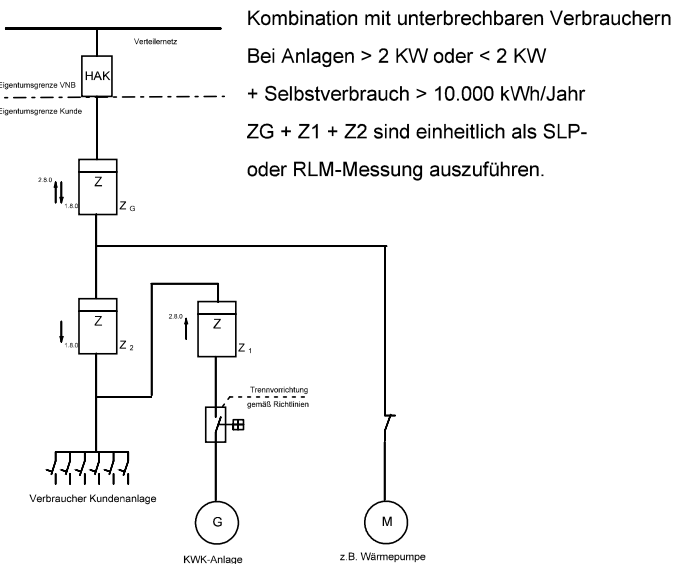 Kombination mit unterbrechbaren Verbrauchern
Bei Anlagen > 2 KW oder < 2 KW
+ Selbstverbrauch > 10.000 kWh/Jahr
ZG + Z1 + Z2 sind einheitlich als SLP-
oder RLM-Messung auszuführen.
Verteilernetz
HAK
Eigentumsgrenze VNB
Eigentumsgrenze Kunde
Z
2.8.0
1.8.0
Z G
Z
1.8.0
Z 2
Z
2.8.0
Z 1
Trennvorrichtung
gemäß Richtlinien
Verbraucher Kundenanlage
G
KWK-Anlage
M
z.B. Wärmepumpe